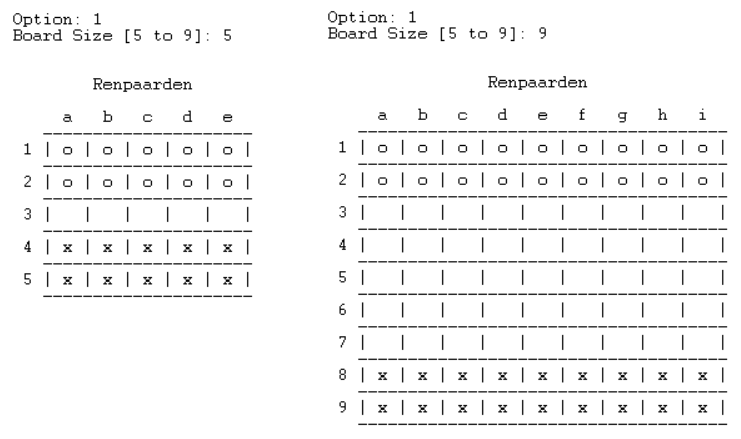 Option: 1
Board Size [5 to 9]: 5
Renpaarden
a b c d e
1 | o | o | o | o | o |
2 | o | o | o | o | o |
3 | | | | | |
4 | x | x | x | x | x |
5 | x | x | x | x | x |
Option: 1
Board Size [5 to 9]: 9
Renpaarden
a b c d e f g h i
1 | o | o | o | o | o | o | o | o | o |
2 | o | o | o | o | o | o | o | o | o |
3 | | | | | | | | | |
4 | | | | | | | | | |
5 | | | | | | | | | |
6 | | | | | | | | | |
7 | | | | | | | | | |
8 | x | x | x | x | x | x | x | x | x |
9 | x | x | x | x | x | x | x | x | x |